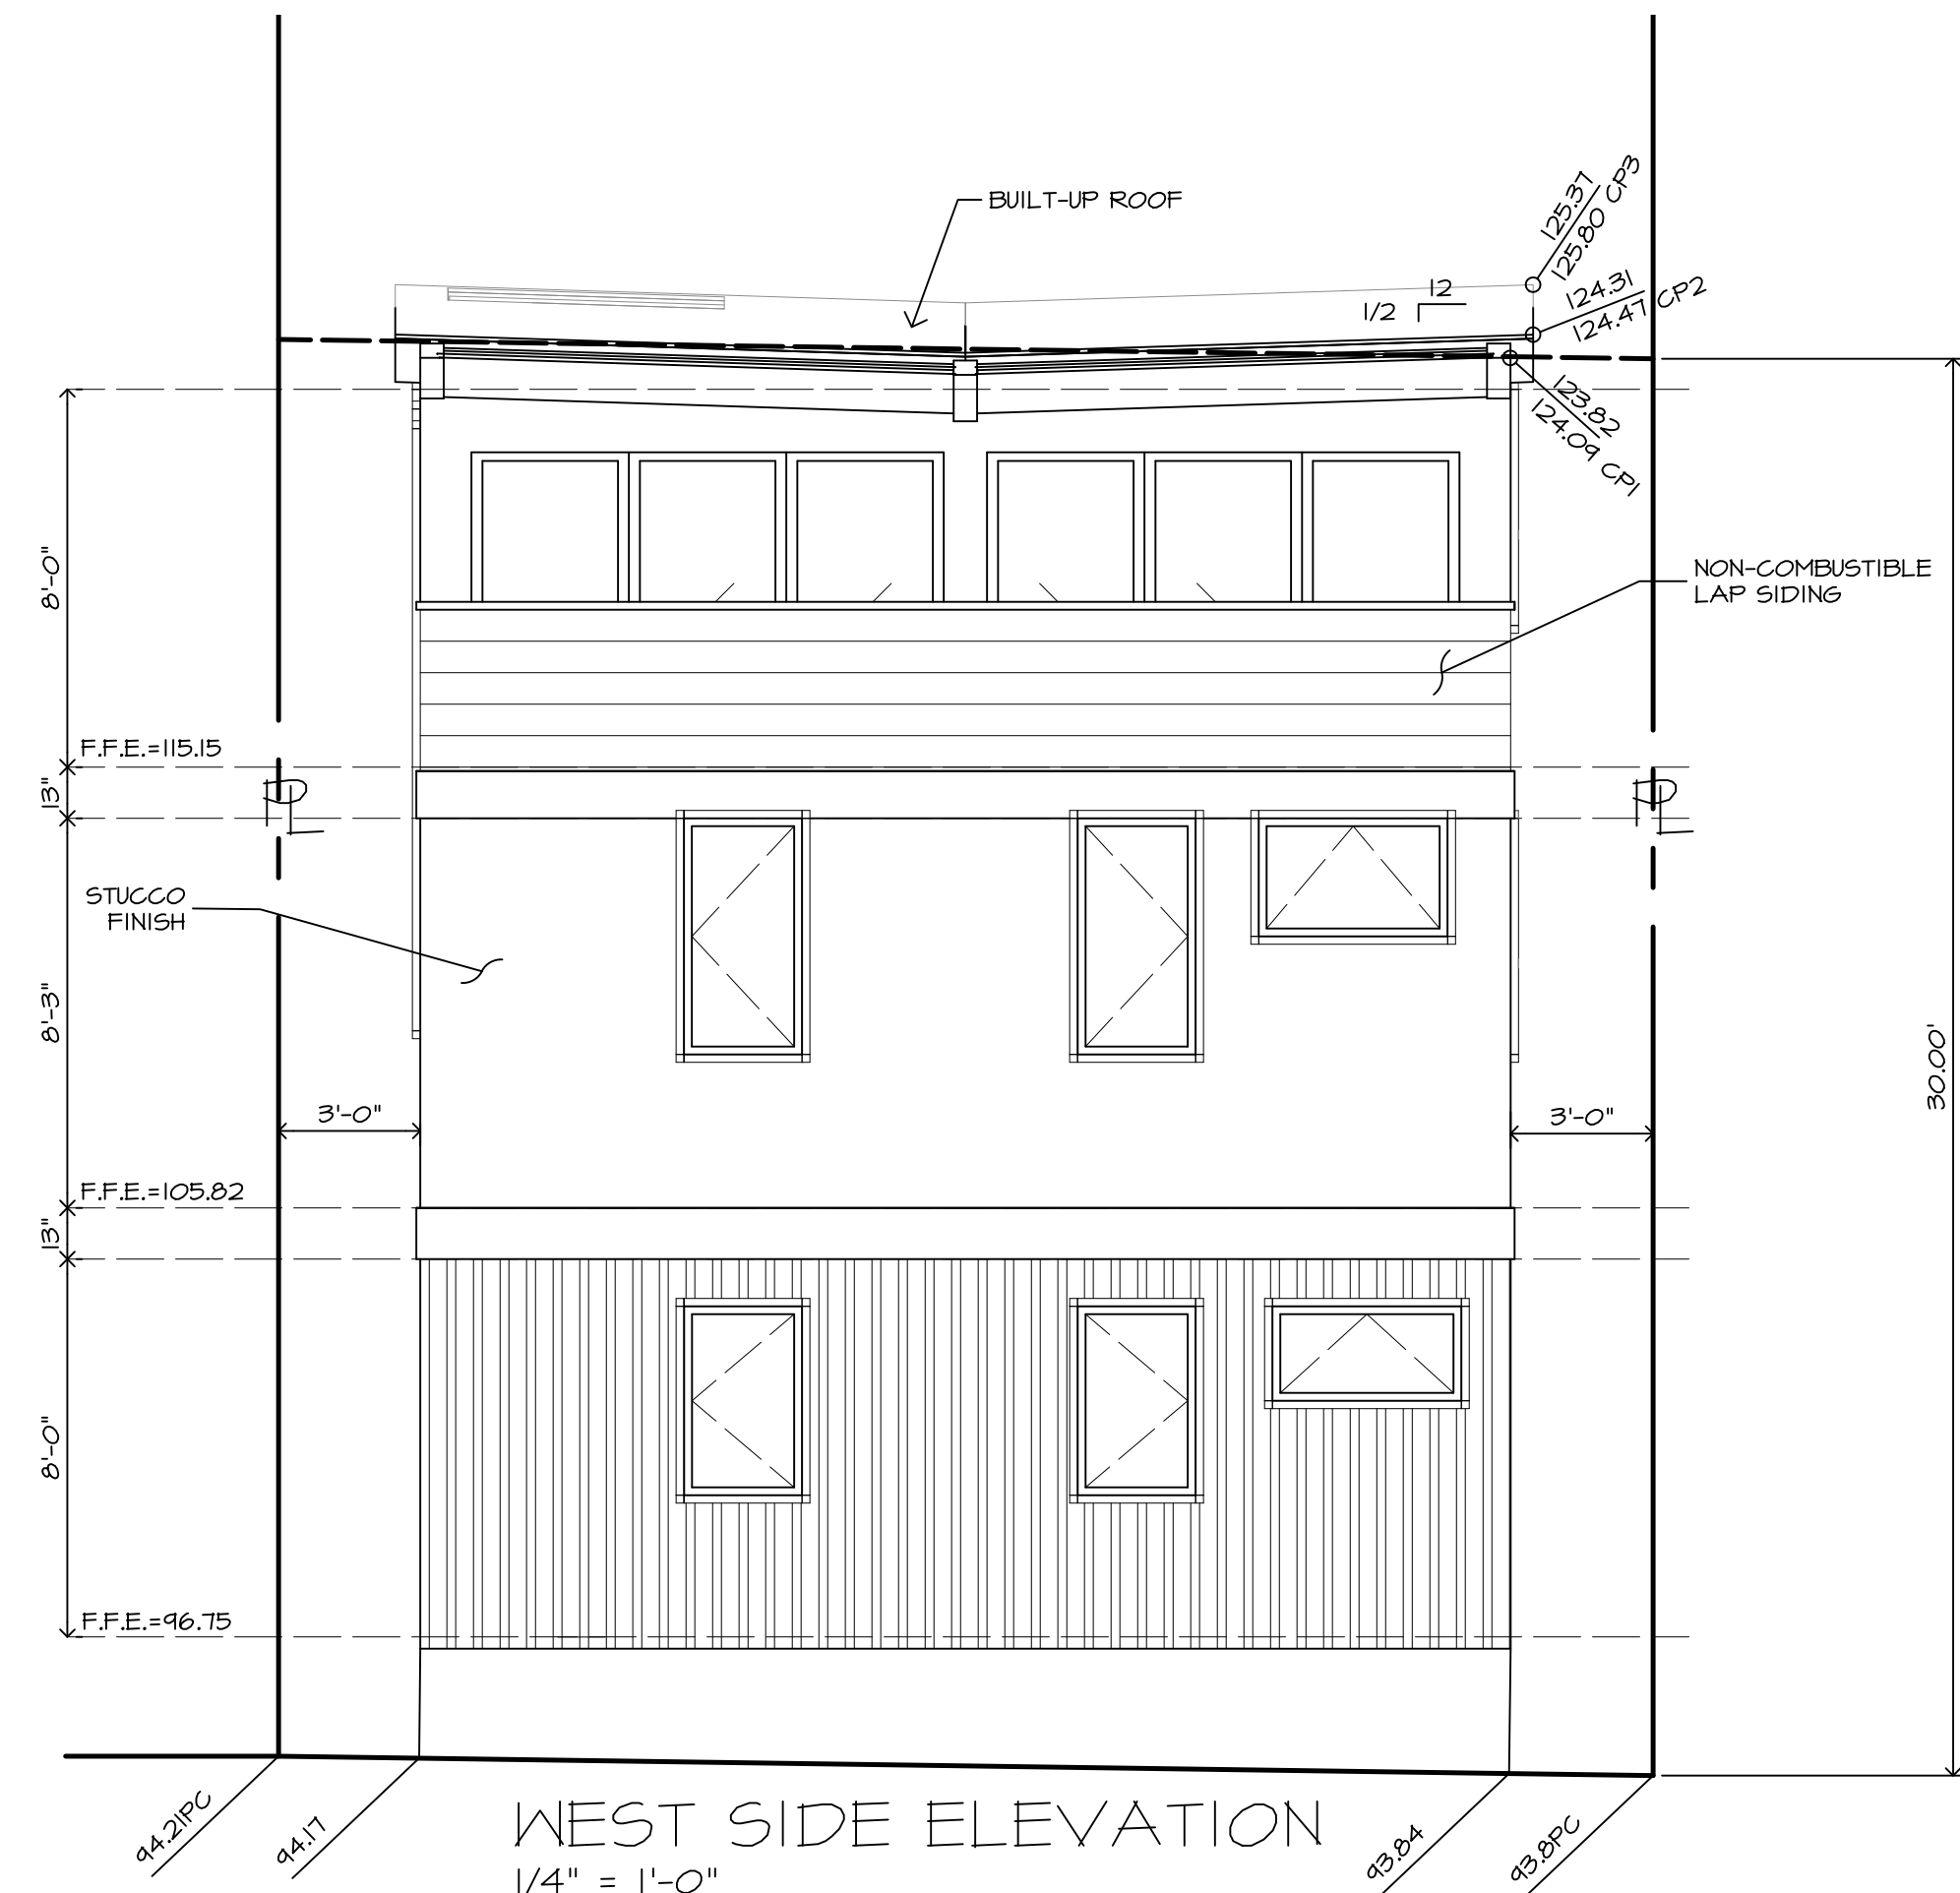 BUILT-UP ROOF
125.37
125.80 CP3
124.31
124.47 CP2
12
1/2
123.82
124.09 CP1
8'-0"
NON-COMBUSTIBLE
LAP SIDING
F.F.E.=115.15
13"
PL
PL
STUCCO
FINISH
8'-3"
30.00'
3'-0"
3'-0"
F.F.E.=105.82
13"
8'-0"
F.F.E.=96.75
94.21PC
94.17
93.84
93.8PC
WEST SIDE ELEVATION
1/4" = 1'-0"